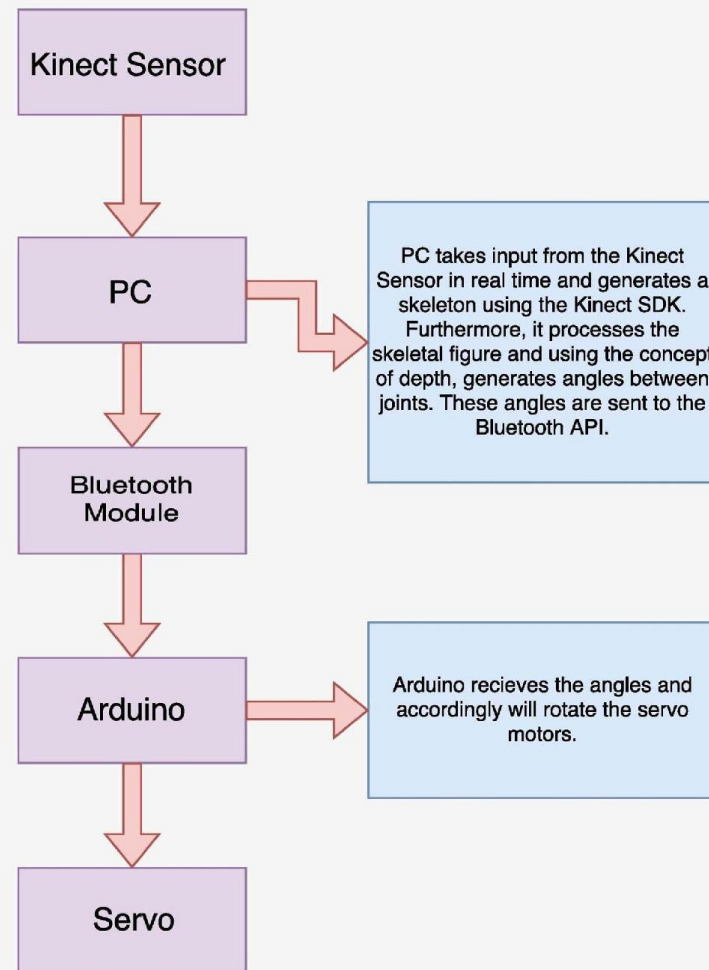 Kinect Sensor
PC
PC takes input from the Kinect
Sensor in real time and generates a
skeleton using the Kinect SDK.
Furthermore, it processes the
skeletal figure and using the concept
of depth, generates angles between
joints. These angles are sent to the
Bluetooth API.
Bluetooth
Module
Arduino
Arduino recieves the angles and
accordingly will rotate the servo
motors.
Servo